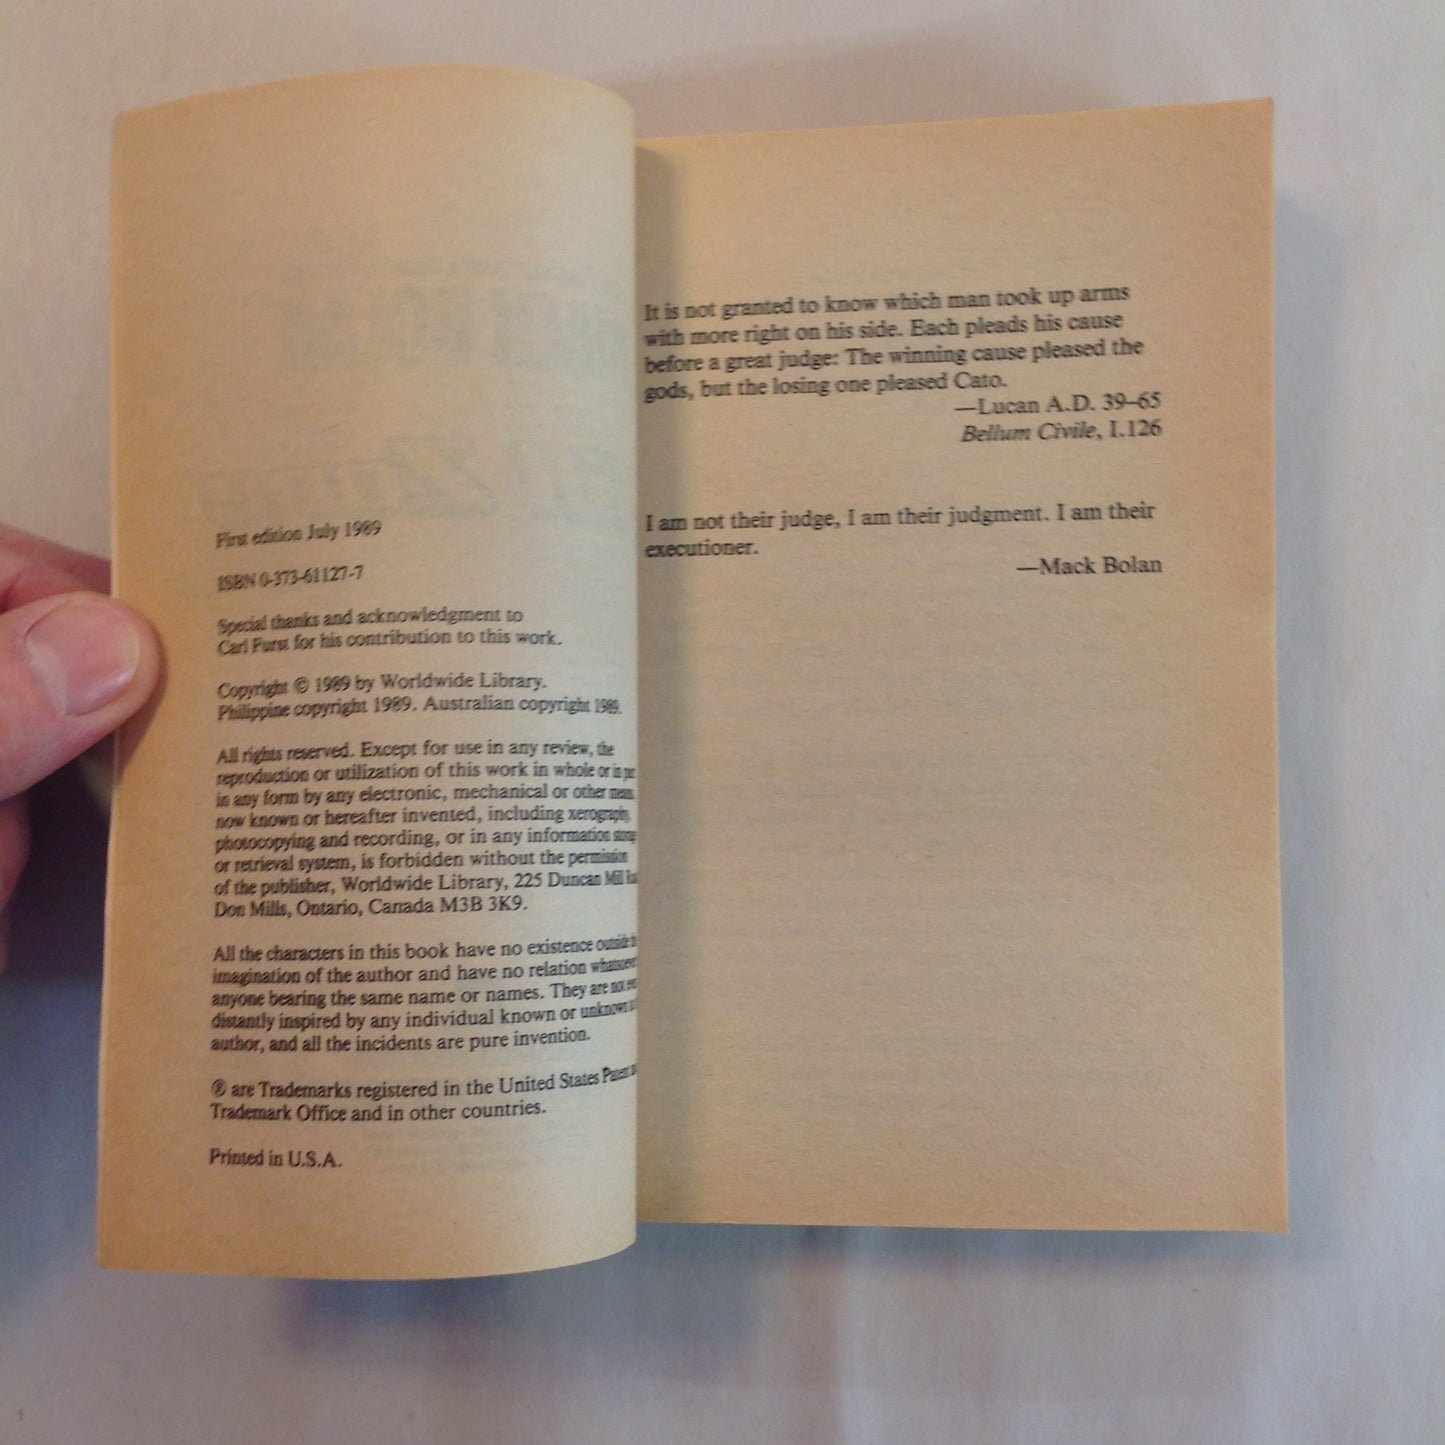 First edition July 1989
ISBN 0-373-61127-7
Special thanks and acknowledgment to
Carl Furst for his contribution to this work.
Copyright © 1989 by Worldwide Library.
Philippine copyright 1989. Australian copyright 1989.
All rights reserved. Except for use in any review, the
reproduction or utilization of this work in whole or in
in any form by any electronic, mechanical or other means,
now known or hereafter invented, including xerography,
photocopying and recording, or in any information storage
or retrieval system, is forbidden without the permission
of the publisher, Worldwide Library, 225 Duncan Mill
Don Mills, Ontario, Canada M3B 3K9.
All the characters in this book have no existence outside
imagination of the author and have no relation
anyone bearing the same name or names. They are not
distantly inspired by any individual known or unknown
author, and all the incidents are pure invention.
® are Trademarks registered in the United States Patent
Trademark Office and in other countries.
Printed in U.S.A.
It is not granted to know which man took up arms
with more right on his side. Each pleads his cause
before a great judge: The winning cause pleased the
gods, but the losing one pleased Cato.
—Lucan A.D. 39–65
Bellum Civile, I.126
I am not their judge, I am their judgment. I am their
executioner.
—Mack Bolan